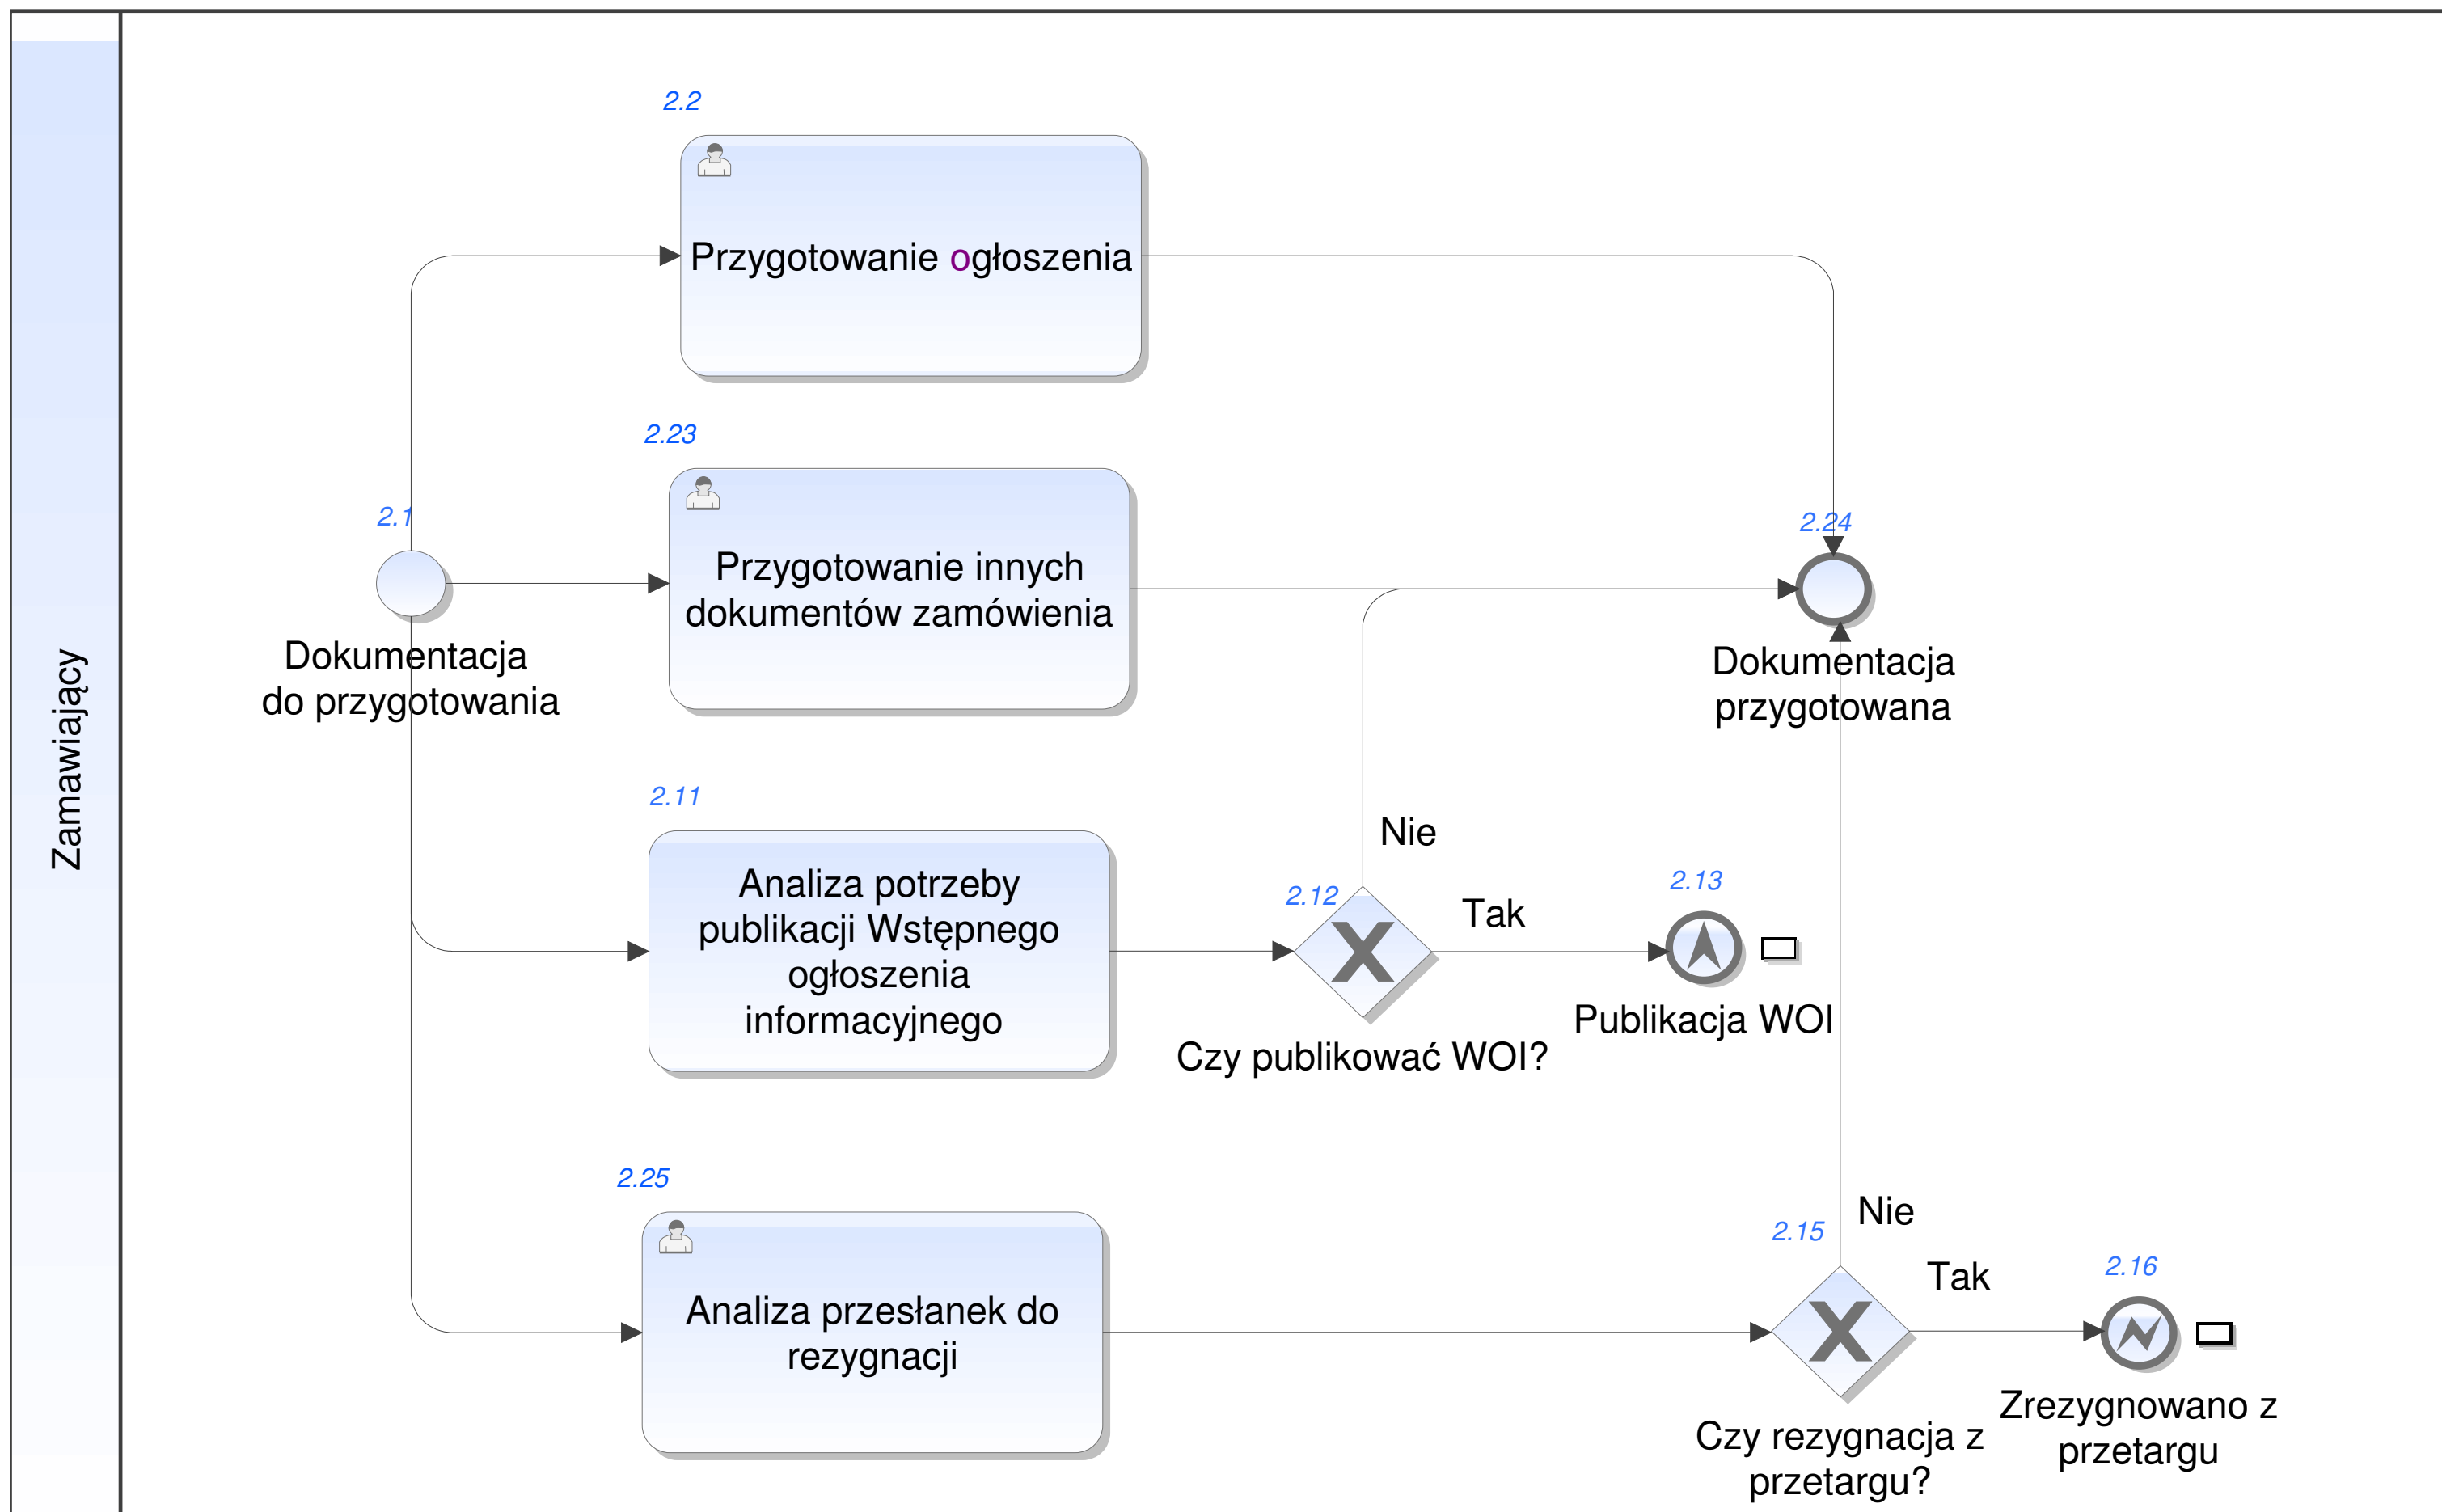 Zamawiający
2.2
Przygotowanie ogłoszenia
2.23
Przygotowanie innych
dokumentów zamówienia
2.1
Dokumentacja
do przygotowania
2.24
Dokumentacja
przygotowana
2.11
Analiza potrzeby
publikacji Wstępnego
ogłoszenia
informacyjnego
2.12
Nie
Tak
Czy publikować WOI?
2.13
Publikacja WOI
2.25
Analiza przesłanek do
rezygnacji
2.15
Nie
Tak
Czy rezygnacja z
przetargu?
2.16
Zrezygnowano z
przetargu